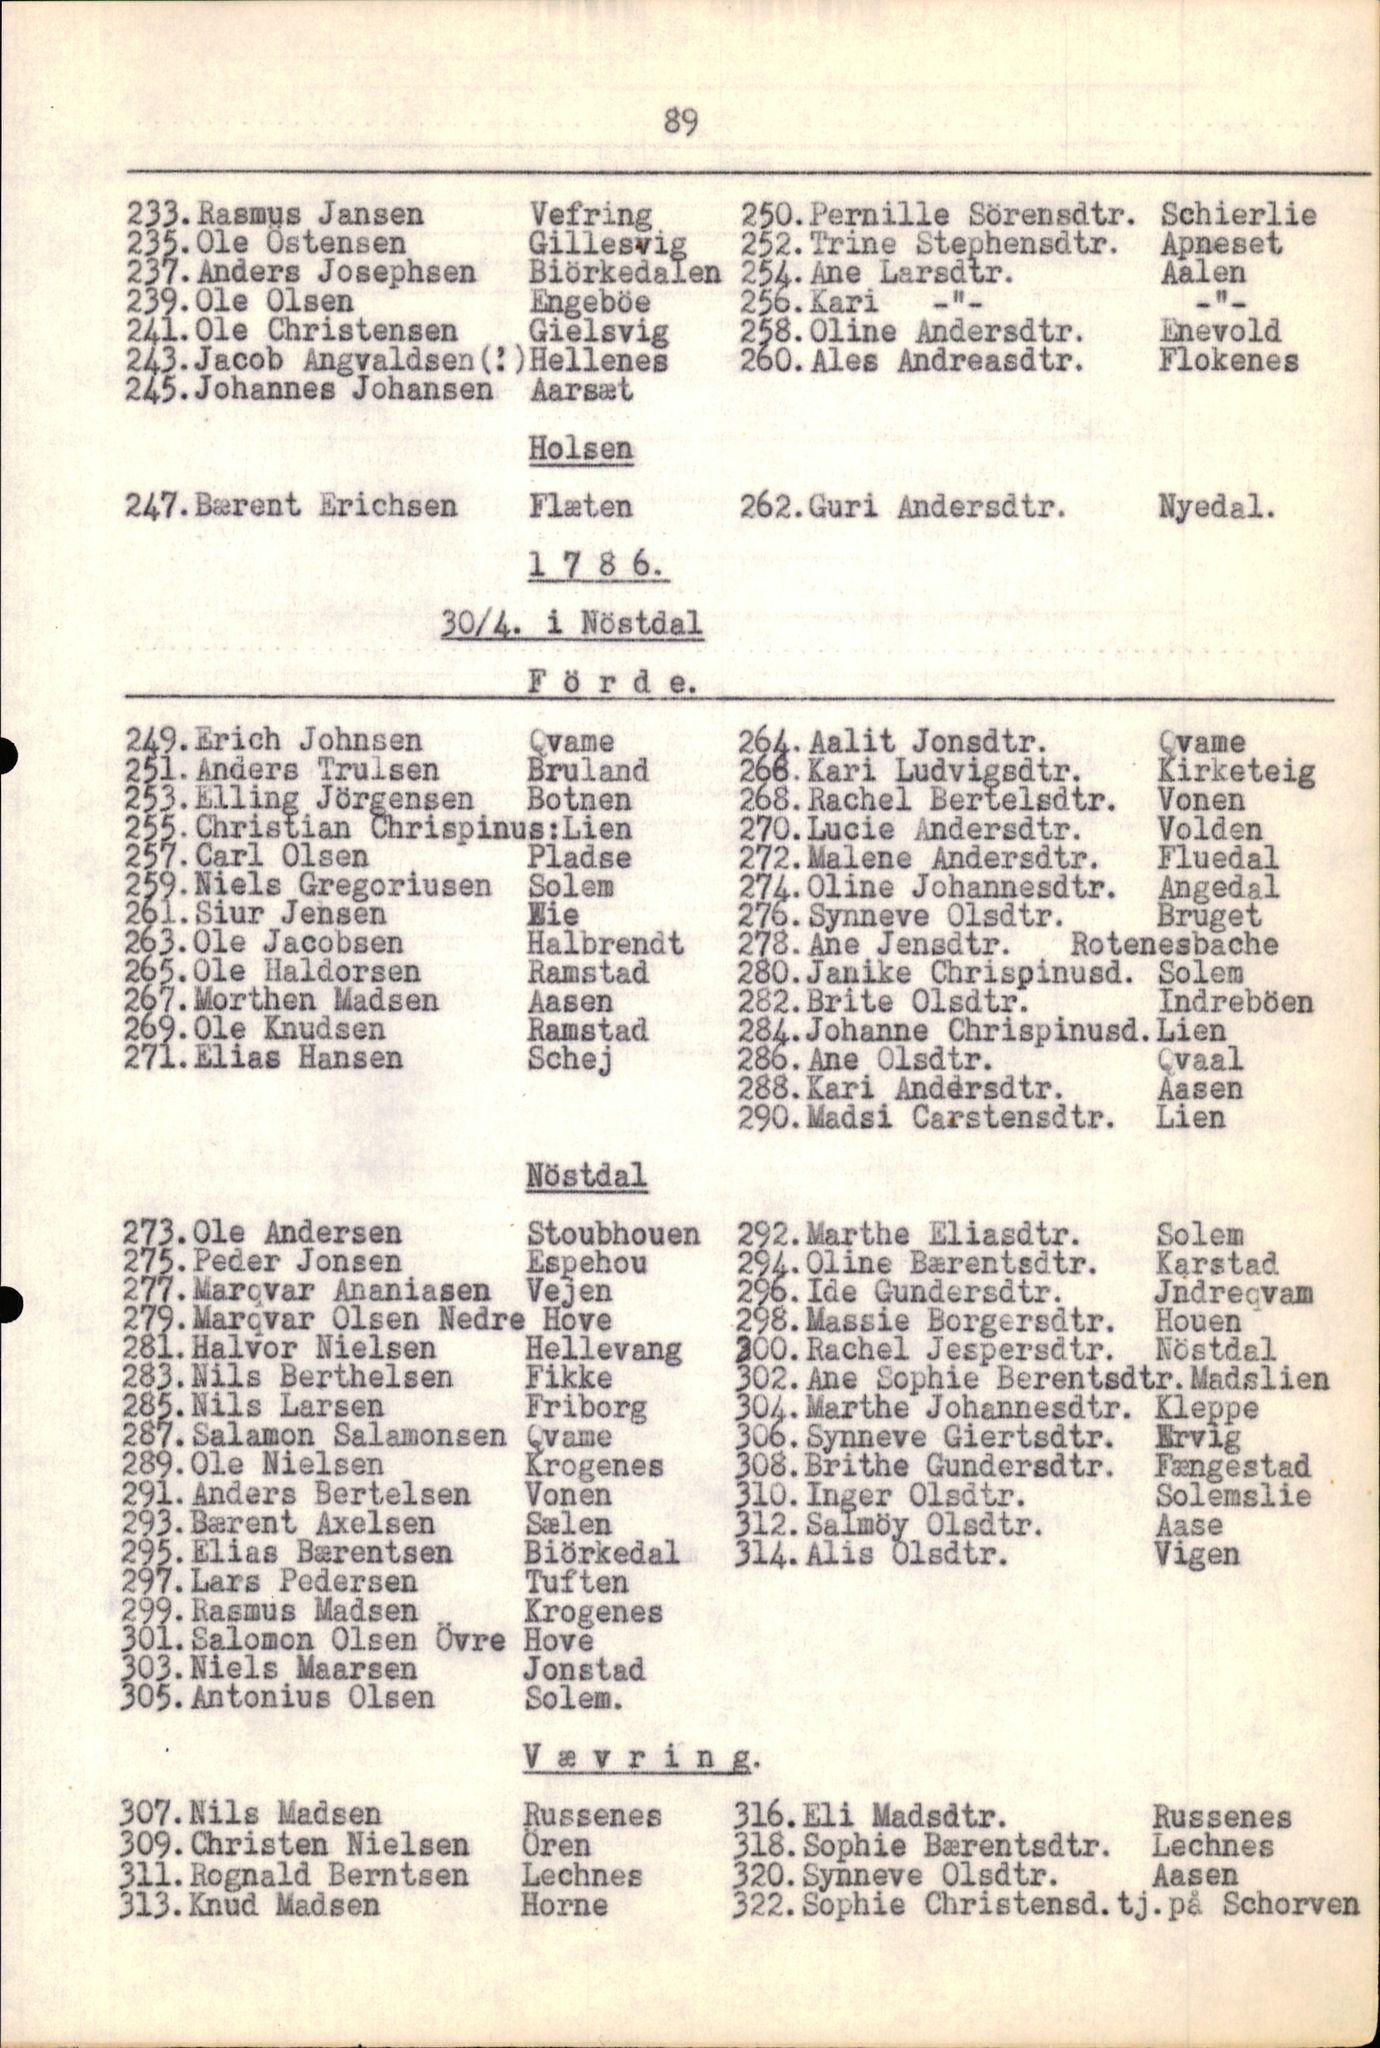 89
233.Rasmus Jansen Vefring 250.Pernille Sörensdtr. Schierlie
235.Ole Östensen Gillesvig 252.Trine Stephensdtr. Apneset
237.Anders Josephsen Biörkedalen 254.Ane Larsdtr. Aalen
239.Ole Olsen Engeböe 256.Kari -"- -"-
241.Ole Christensen Gielsvig 258.Oline Andersdtr. Enevold
243.Jacob Angvaldsen(!)Hellenes 260.Ales Andreasdtr. Flokenes
245.Johannes Johansen Aarsæt
Holsen
247.Bærent Erichsen Flæten 262.Guri Andersdtr. Nyedal.
1 7 8 6.
30/4. i Nöstdal
F ö r d e.
249.Erich Johnsen Qvame 264.Aalit Jonsdtr. Qvame
251.Anders Trulsen Bruland 266.Kari Ludvigsdtr. Kirketeig
253.Elling Jörgensen Botnen 268.Rachel Bertelsdtr. Vonen
255.Christian Chrispinus:Lien 270.Lucie Andersdtr. Volden
257.Carl Olsen Pladse 272.Malene Andersdtr. Fluedal
259.Niels Gregoriusen Solem 274.Oline Johannesdtr. Angedal
261.Siur Jensen Hie 276.Synneve Olsdtr. Bruget
263.Ole Jacobsen Halbrendt 278.Ane Jensdtr. Rotenesbache
265.Ole Haldorsen Ramstad 280.Janike Chrispinusd. Solem
267.Morthen Madsen Aasen 282.Brite Olsdtr. Indreböen
269.Ole Knudsen Ramstad 284.Johanne Chrispinusd.Lien
271.Elias Hansen Schej 286.Ane Olsdtr. Qvaal
288.Kari Andersdtr. Aasen
290.Madsi Carstensdtr. Lien
Nöstdal
273.Ole Andersen Stoubhouen 292.Marthe Eliasdtr. Solem
275.Peder Jonsen Espehou 294.Oline Bærentsdtr. Karstad
277.Marqvar Ananiasen Vejen 296.Ide Gundersdtr. Jndreqvam
279.Marqvar Olsen Nedre Hove 298.Massie Borgersdtr. Houen
281.Halvor Nielsen Hellevang 300.Rachel Jespersdtr. Nöstdal
283.Nils Berthelsen Fikke 302.Ane Sophie Berentsdtr.Madslien
285.Nils Larsen Friborg 304.Marthe Johannesdtr. Kleppe
287.Salamon Salamonsen Qvame 306.Synneve Giertsdtr. Ervig
289.Ole Nielsen Krogenes 308.Brithe Gundersdtr. Fængestad
291.Anders Bertelsen Vonen 310.Inger Olsdtr. Solemslie
293.Bærent Axelsen Sælen 312.Salmöy Olsdtr. Aase
295.Elias Bærentsen Biörkedal 314.Alis Olsdtr. Vigen
297.Lars Pedersen Tuften
299.Rasmus Madsen Krogenes
301.Salomon Olsen Övre Hove
303.Niels Maarsen Jonstad
305.Antonius Olsen Solem.
V æ v r i n g.
307.Nils Madsen Russenes 316.Eli Madsdtr. Russenes
309.Christen Nielsen Ören 318.Sophie Bærentsdtr. Lechnes
311.Rognald Berntsen Lechnes 320.Synneve Olsdtr. Aasen
313.Knud Madsen Horne 322.Sophie Christensd.tj.på Schorven